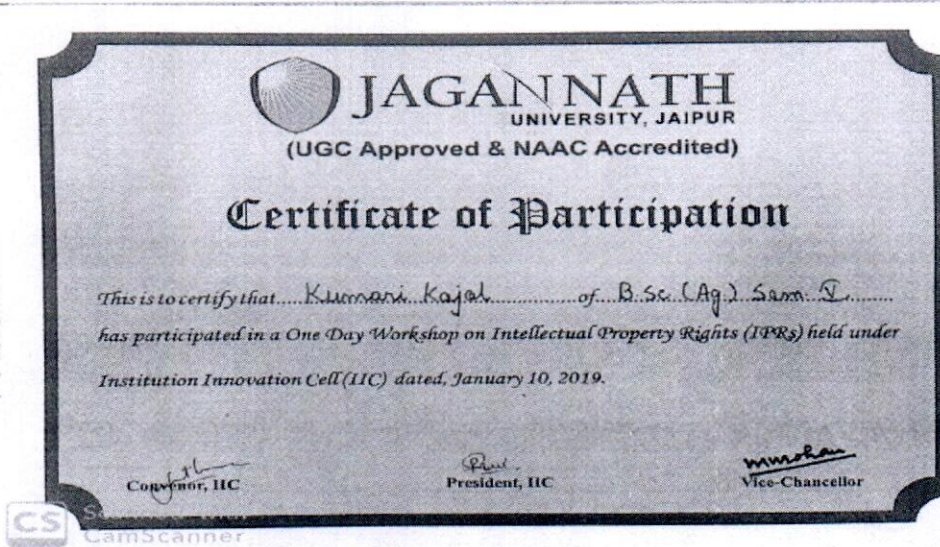 JAGANNATH
UNIVERSITY, JAIPUR
(UGC Approved & NAAC Accredited)
Certificate of Participation
This is to certify that Kumari Kajal of B.Sc (Ag.) Sem. V.
has participated in a One Day Workshop on Intellectual Property Rights (IPRs) held under
Institution Innovation Cell (IIC) dated, January 10, 2019.
Convenor, IIC
President, IIC
Vice-Chancellor
CS
CamScanner